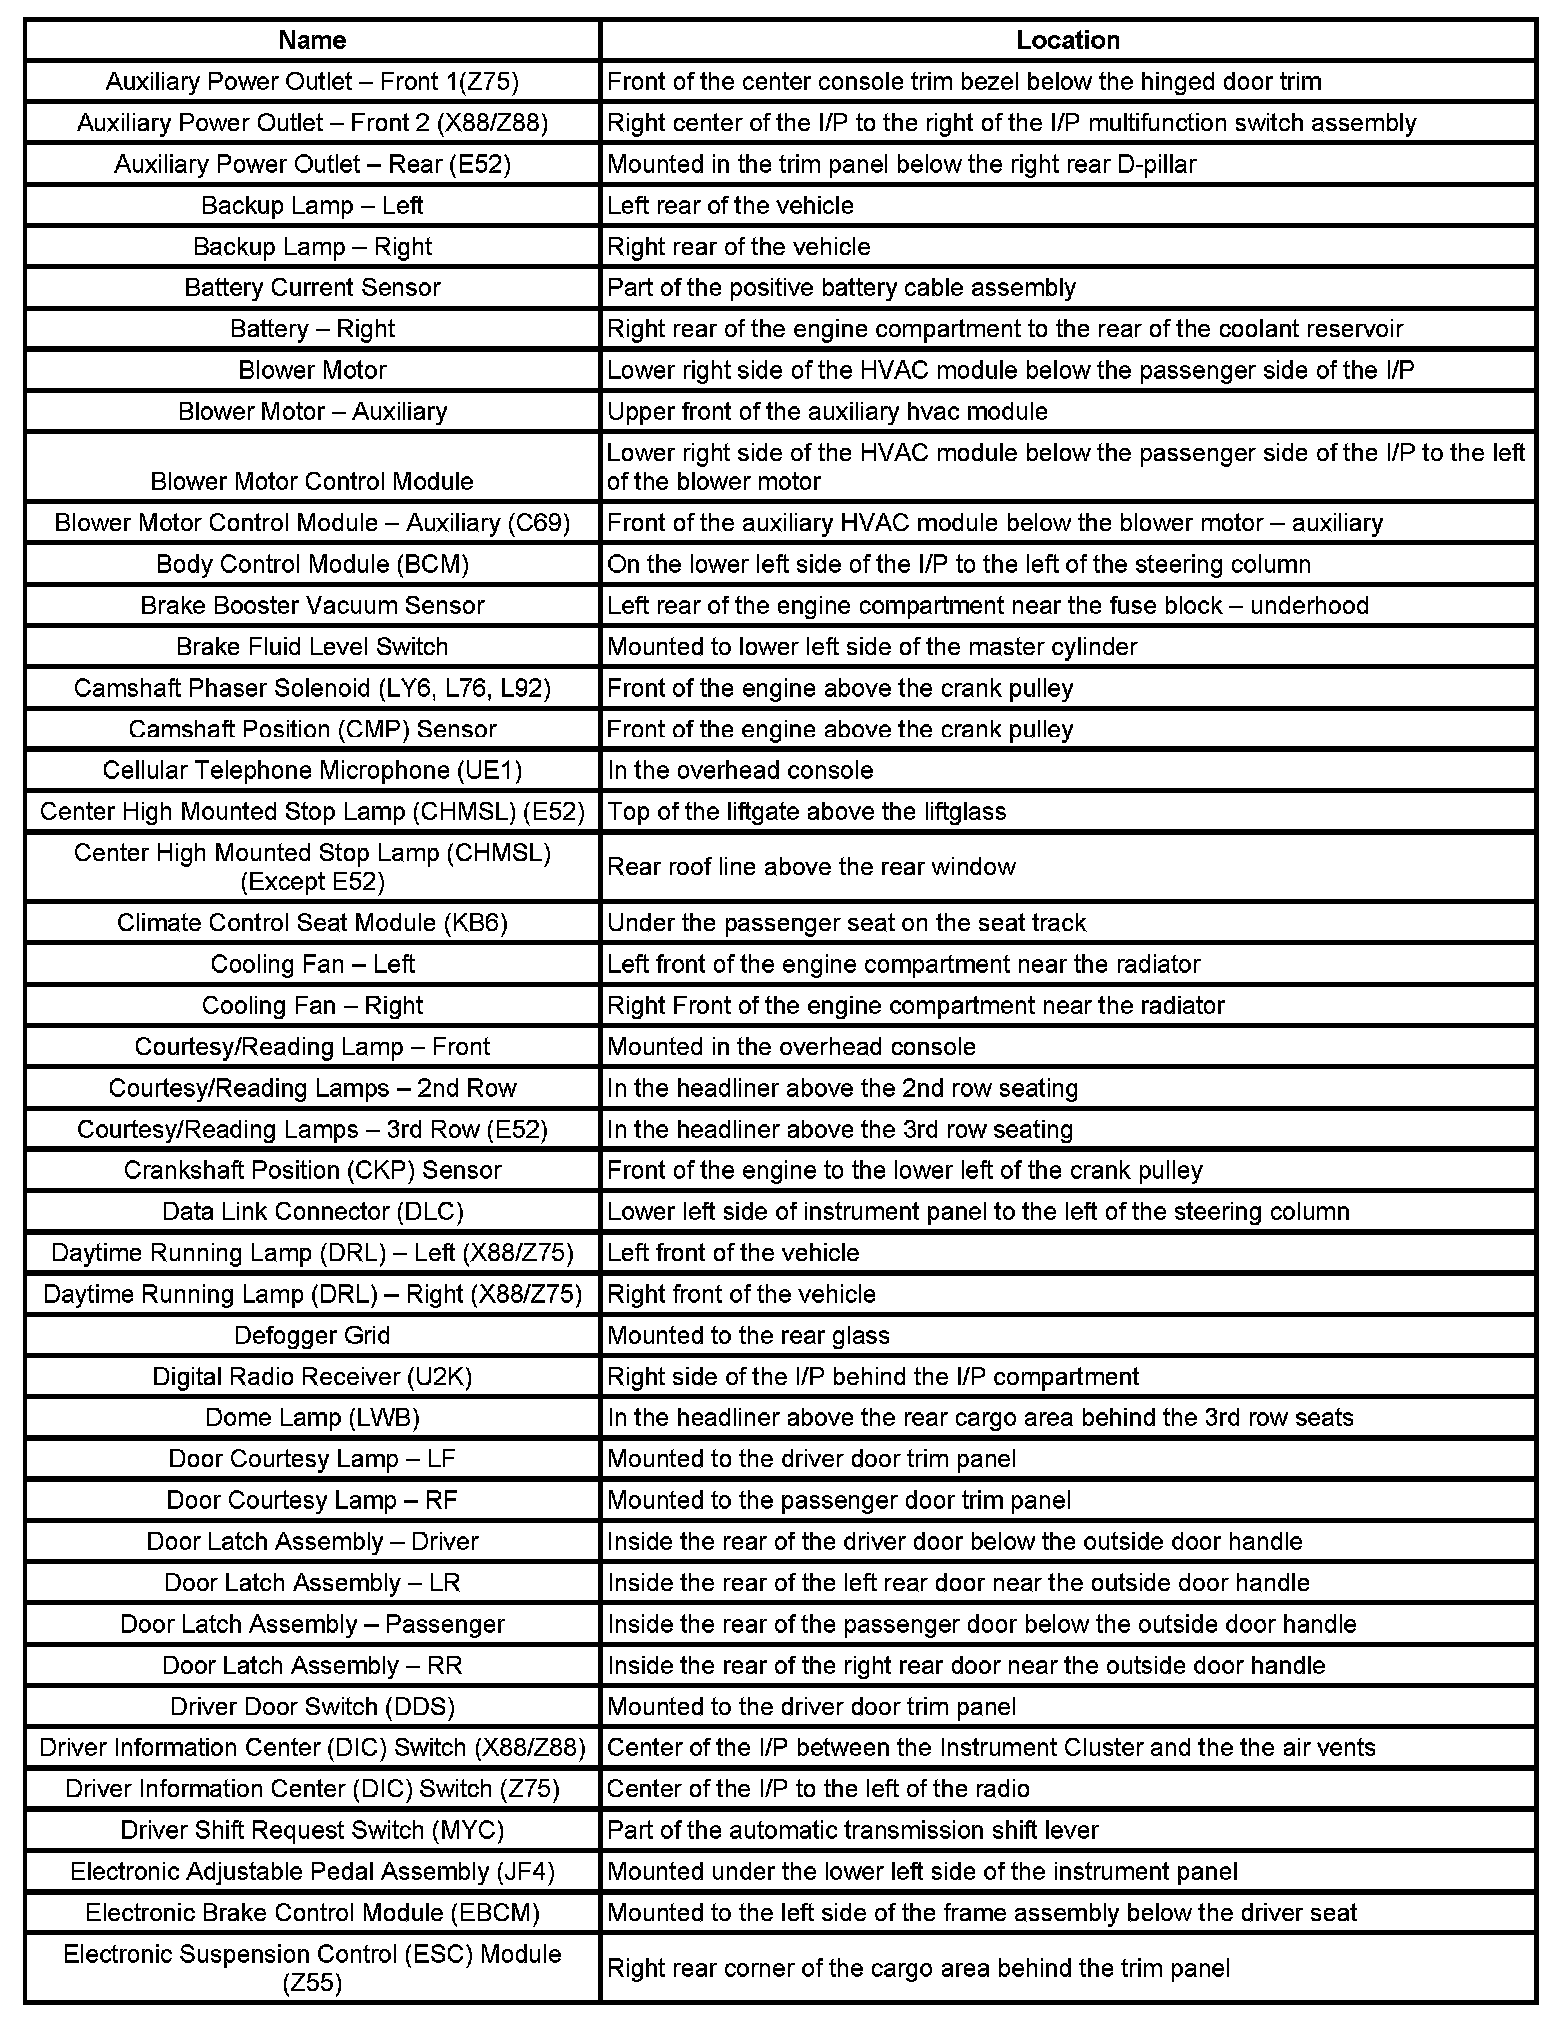 Name Location
Auxiliary Power Outlet – Front 1(Z75) Front of the center console trim bezel below the hinged door trim
Auxiliary Power Outlet – Front 2 (X88/Z88) Right center of the I/P to the right of the I/P multifunction switch assembly
Auxiliary Power Outlet – Rear (E52) Mounted in the trim panel below the right rear D-pillar
Backup Lamp – Left Left rear of the vehicle
Backup Lamp – Right Right rear of the vehicle
Battery Current Sensor Part of the positive battery cable assembly
Battery – Right Right rear of the engine compartment to the rear of the coolant reservoir
Blower Motor Lower right side of the HVAC module below the passenger side of the I/P
Blower Motor – Auxiliary Upper front of the auxiliary hvac module
Blower Motor Control Module Lower right side of the HVAC module below the passenger side of the I/P to the left
of the blower motor
Blower Motor Control Module – Auxiliary (C69) Front of the auxiliary HVAC module below the blower motor – auxiliary
Body Control Module (BCM) On the lower left side of the I/P to the left of the steering column
Brake Booster Vacuum Sensor Left rear of the engine compartment near the fuse block – underhood
Brake Fluid Level Switch Mounted to lower left side of the master cylinder
Camshaft Phaser Solenoid (LY6, L76, L92) Front of the engine above the crank pulley
Camshaft Position (CMP) Sensor Front of the engine above the crank pulley
Cellular Telephone Microphone (UE1) In the overhead console
Center High Mounted Stop Lamp (CHMSL) (E52) Top of the liftgate above the liftglass
Center High Mounted Stop Lamp (CHMSL)
(Except E52) Rear roof line above the rear window
Climate Control Seat Module (KB6) Under the passenger seat on the seat track
Cooling Fan – Left Left front of the engine compartment near the radiator
Cooling Fan – Right Right Front of the engine compartment near the radiator
Courtesy/Reading Lamp – Front Mounted in the overhead console
Courtesy/Reading Lamps – 2nd Row In the headliner above the 2nd row seating
Courtesy/Reading Lamps – 3rd Row (E52) In the headliner above the 3rd row seating
Crankshaft Position (CKP) Sensor Front of the engine to the lower left of the crank pulley
Data Link Connector (DLC) Lower left side of instrument panel to the left of the steering column
Daytime Running Lamp (DRL) – Left (X88/Z75) Left front of the vehicle
Daytime Running Lamp (DRL) – Right (X88/Z75) Right front of the vehicle
Defogger Grid Mounted to the rear glass
Digital Radio Receiver (U2K) Right side of the I/P behind the I/P compartment
Dome Lamp (LWB) In the headliner above the rear cargo area behind the 3rd row seats
Door Courtesy Lamp – LF Mounted to the driver door trim panel
Door Courtesy Lamp – RF Mounted to the passenger door trim panel
Door Latch Assembly – Driver Inside the rear of the driver door below the outside door handle
Door Latch Assembly – LR Inside the rear of the left rear door near the outside door handle
Door Latch Assembly – Passenger Inside the rear of the passenger door below the outside door handle
Door Latch Assembly – RR Inside the rear of the right rear door near the outside door handle
Driver Door Switch (DDS) Mounted to the driver door trim panel
Driver Information Center (DIC) Switch (X88/Z88) Center of the I/P between the Instrument Cluster and the the air vents
Driver Information Center (DIC) Switch (Z75) Center of the I/P to the left of the radio
Driver Shift Request Switch (MYC) Part of the automatic transmission shift lever
Electronic Adjustable Pedal Assembly (JF4) Mounted under the lower left side of the instrument panel
Electronic Brake Control Module (EBCM) Mounted to the left side of the frame assembly below the driver seat
Electronic Suspension Control (ESC) Module
(Z55) Right rear corner of the cargo area behind the trim panel